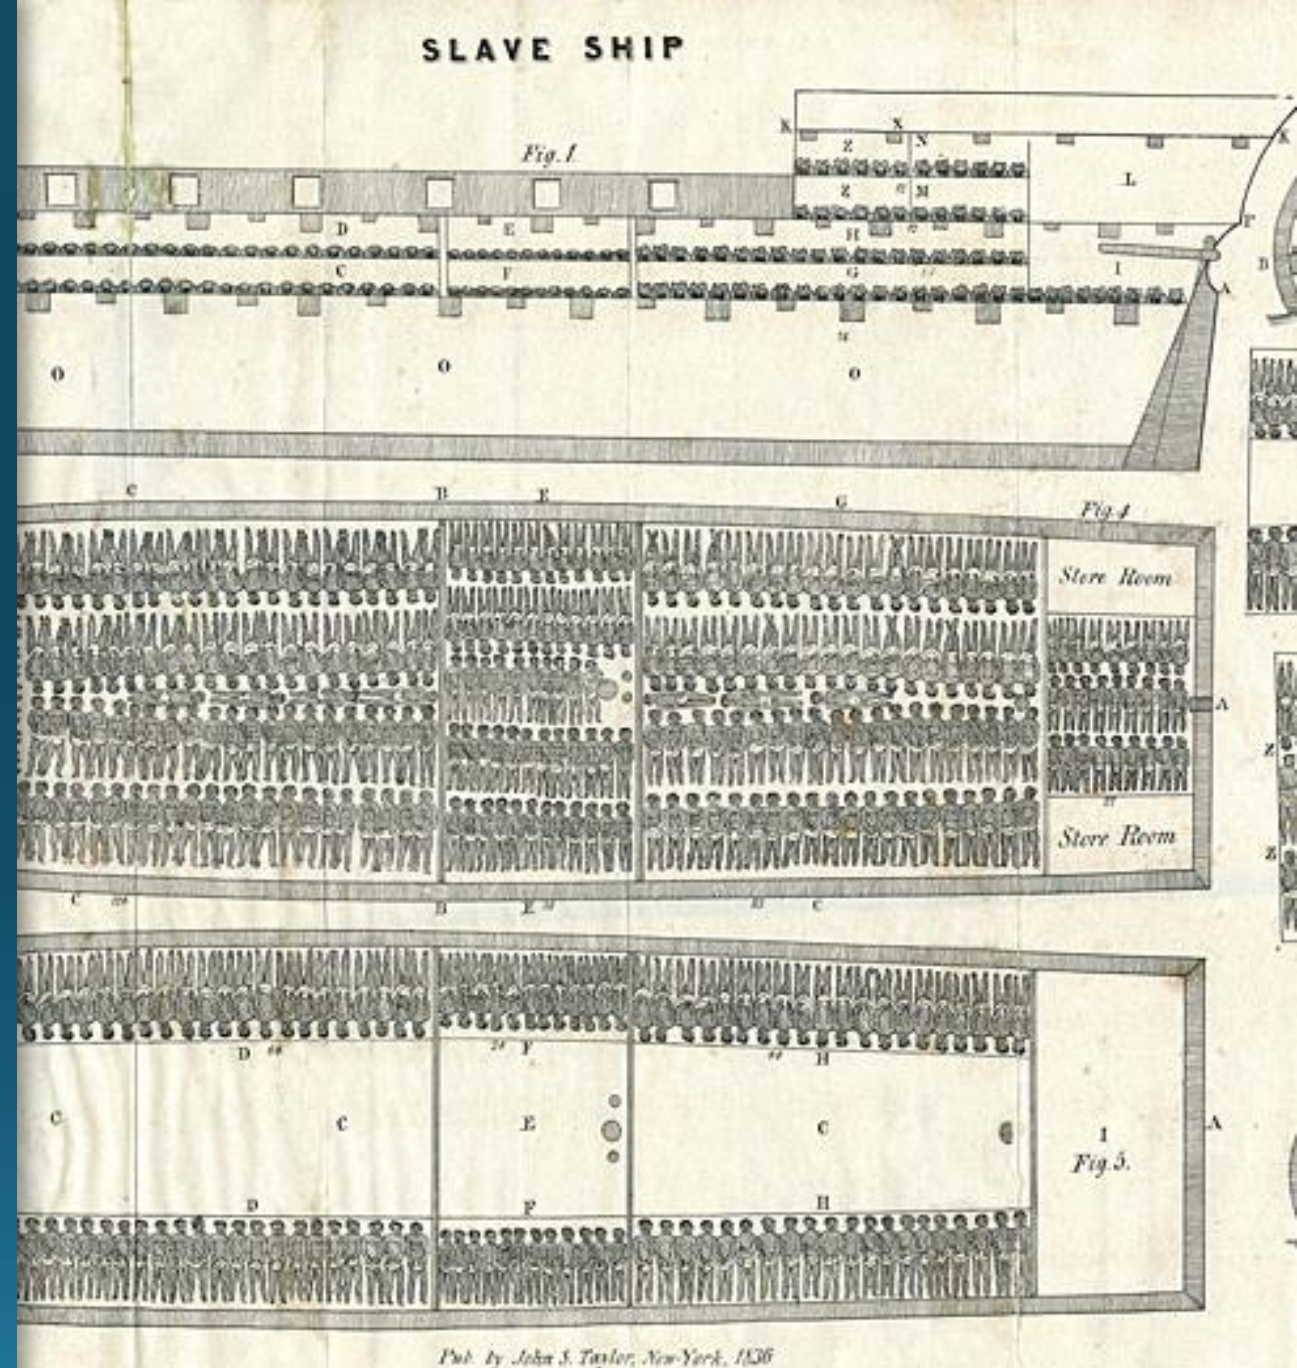 SLAVE SHIP
Fig. 1.
K X K
Z N
Z M L
D E H P
C F G I B
A
O O O
C B E G Fig. 4
Store Room
A
Z
Store Room
Z
C B E C
D F H
C C E C I A
Fig. 5.
D F H
Pub. by John S. Taylor, New-York, 1836